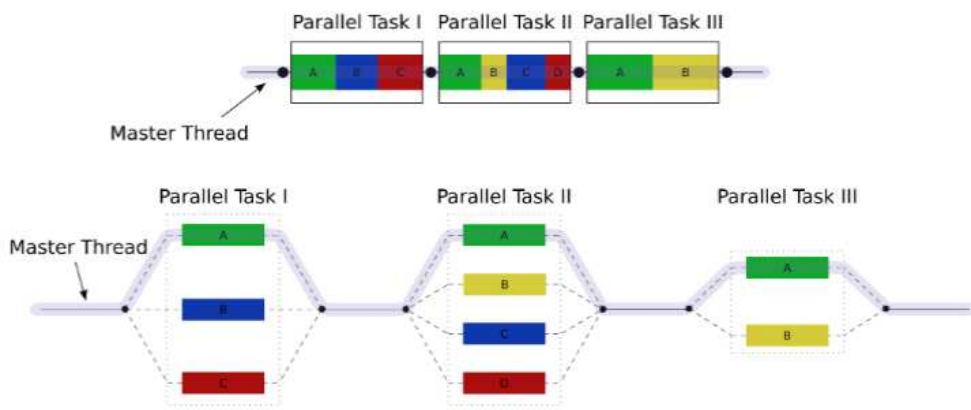 Parallel Task I Parallel Task II Parallel Task III
A B C A B C D A B
Master Thread
Parallel Task I Parallel Task II Parallel Task III
Master Thread
A A
A
B
B
C
B
C D